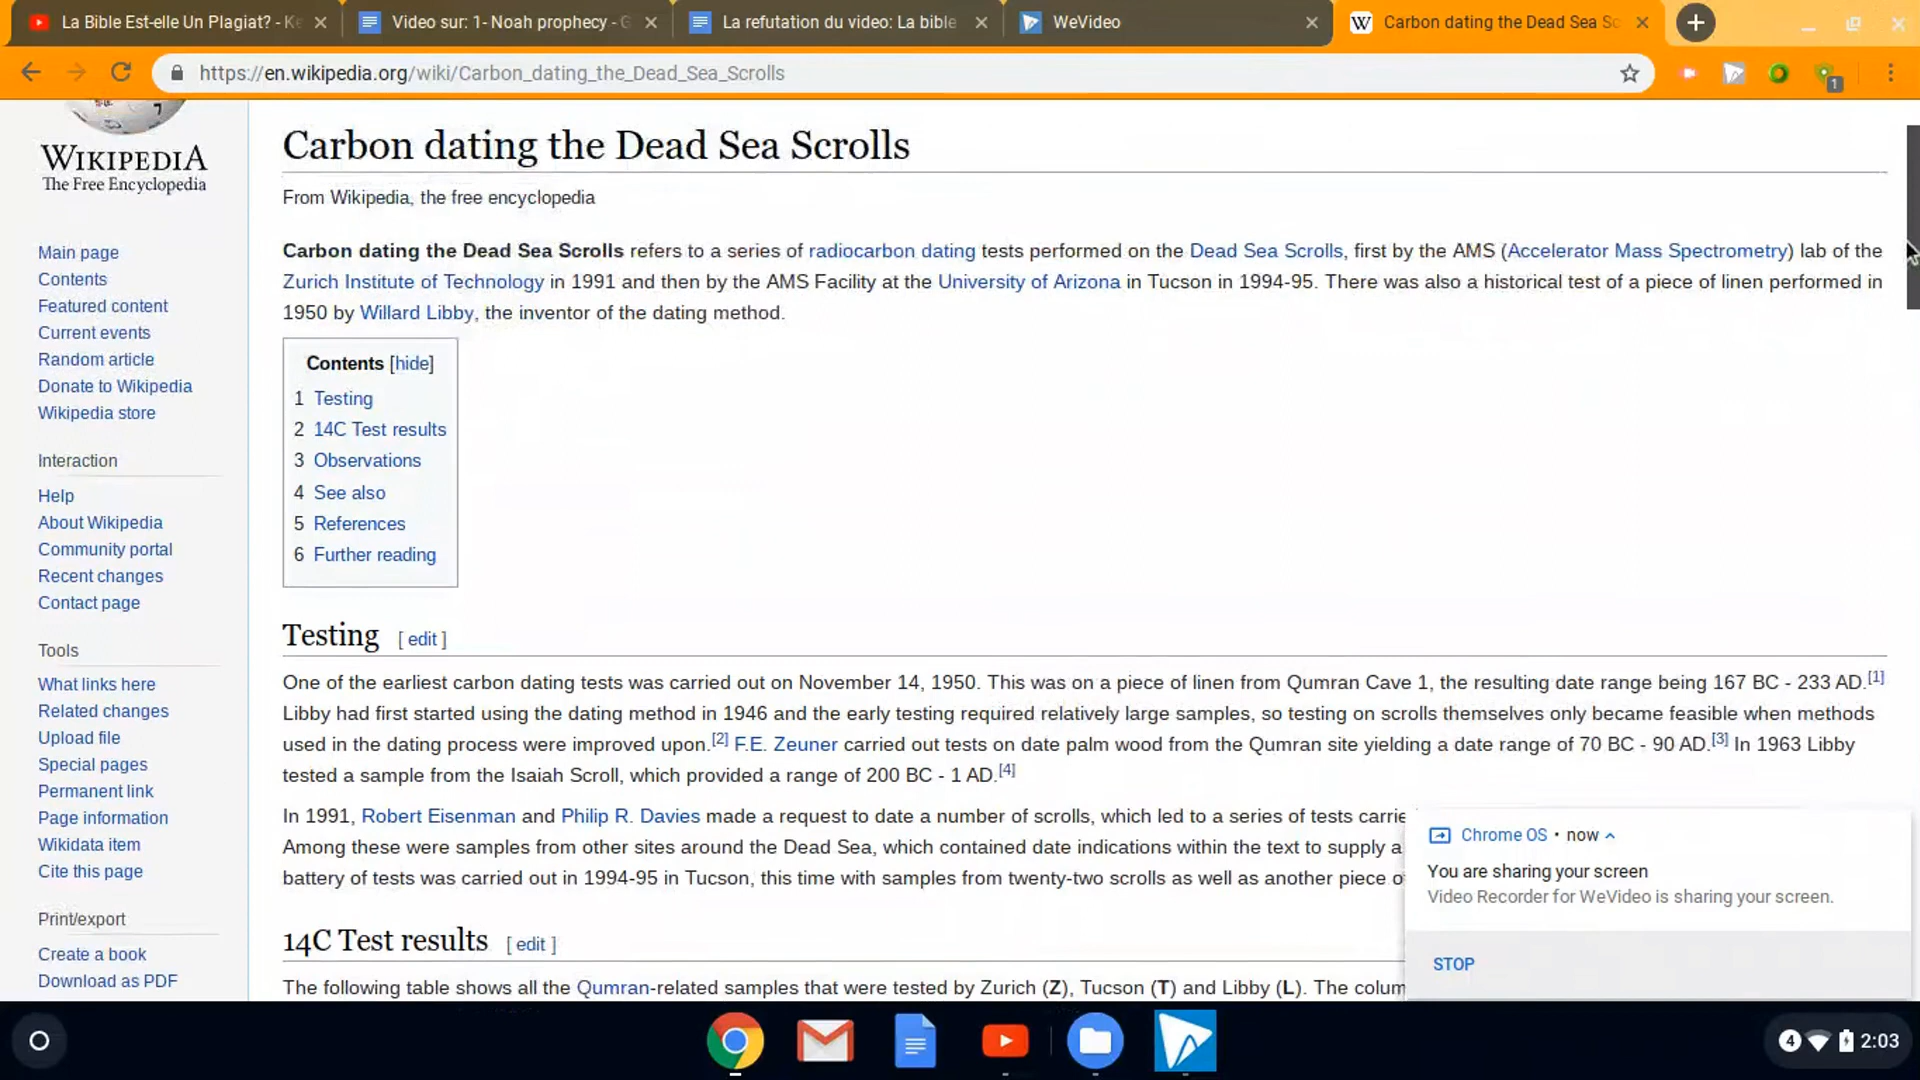 La Bible Est-elle Un Plagiat? - Ke
Video sur: 1- Noah prophecy - G
La refutation du video: La bible
WeVideo
Carbon dating the Dead Sea Sc
https://en.wikipedia.org/wiki/Carbon_dating_the_Dead_Sea_Scrolls
1
7
WIKIPEDIA
The Free Encyclopedia
Main page
Contents
Featured content
Current events
Random article
Donate to Wikipedia
Wikipedia store
Interaction
Help
About Wikipedia
Community portal
Recent changes
Contact page
Tools
What links here
Related changes
Upload file
Special pages
Permanent link
Page information
Wikidata item
Cite this page
Print/export
Create a book
Download as PDF
Carbon dating the Dead Sea Scrolls
From Wikipedia, the free encyclopedia
Carbon dating the Dead Sea Scrolls refers to a series of radiocarbon dating tests performed on the Dead Sea Scrolls, first by the AMS (Accelerator Mass Spectrometry) lab of the
Zurich Institute of Technology in 1991 and then by the AMS Facility at the University of Arizona in Tucson in 1994-95. There was also a historical test of a piece of linen performed in
1950 by Willard Libby, the inventor of the dating method.
Contents [hide]
1 Testing
2 14C Test results
3 Observations
4 See also
5 References
6 Further reading
Testing [ edit ]
One of the earliest carbon dating tests was carried out on November 14, 1950. This was on a piece of linen from Qumran Cave 1, the resulting date range being 167 BC - 233 AD.[1]
Libby had first started using the dating method in 1946 and the early testing required relatively large samples, so testing on scrolls themselves only became feasible when methods
used in the dating process were improved upon.[2] F.E. Zeuner carried out tests on date palm wood from the Qumran site yielding a date range of 70 BC - 90 AD.[3] In 1963 Libby
tested a sample from the Isaiah Scroll, which provided a range of 200 BC - 1 AD.[4]
In 1991, Robert Eisenman and Philip R. Davies made a request to date a number of scrolls, which led to a series of tests carrie
Among these were samples from other sites around the Dead Sea, which contained date indications within the text to supply a
battery of tests was carried out in 1994-95 in Tucson, this time with samples from twenty-two scrolls as well as another piece o
14C Test results [ edit ]
The following table shows all the Qumran-related samples that were tested by Zurich (Z), Tucson (T) and Libby (L). The colum
Chrome OS • now
You are sharing your screen
Video Recorder for WeVideo is sharing your screen.
STOP
4 2:03